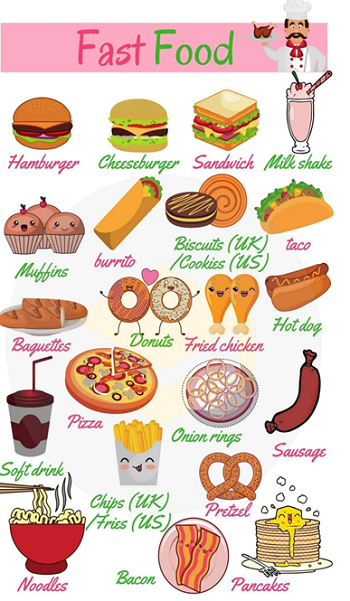 Fast Food
Hamburger
Cheeseburger
Sandwich
Milk shake
Muffins
burrito
Biscuits (UK)
/Cookies (US)
taco
Baguettes
Donuts
Fried chicken
Hot dog
Pizza
Onion rings
Sausage
Soft drink
Chips (UK)
/Fries (US)
Pretzel
Noodles
Bacon
Pancakes